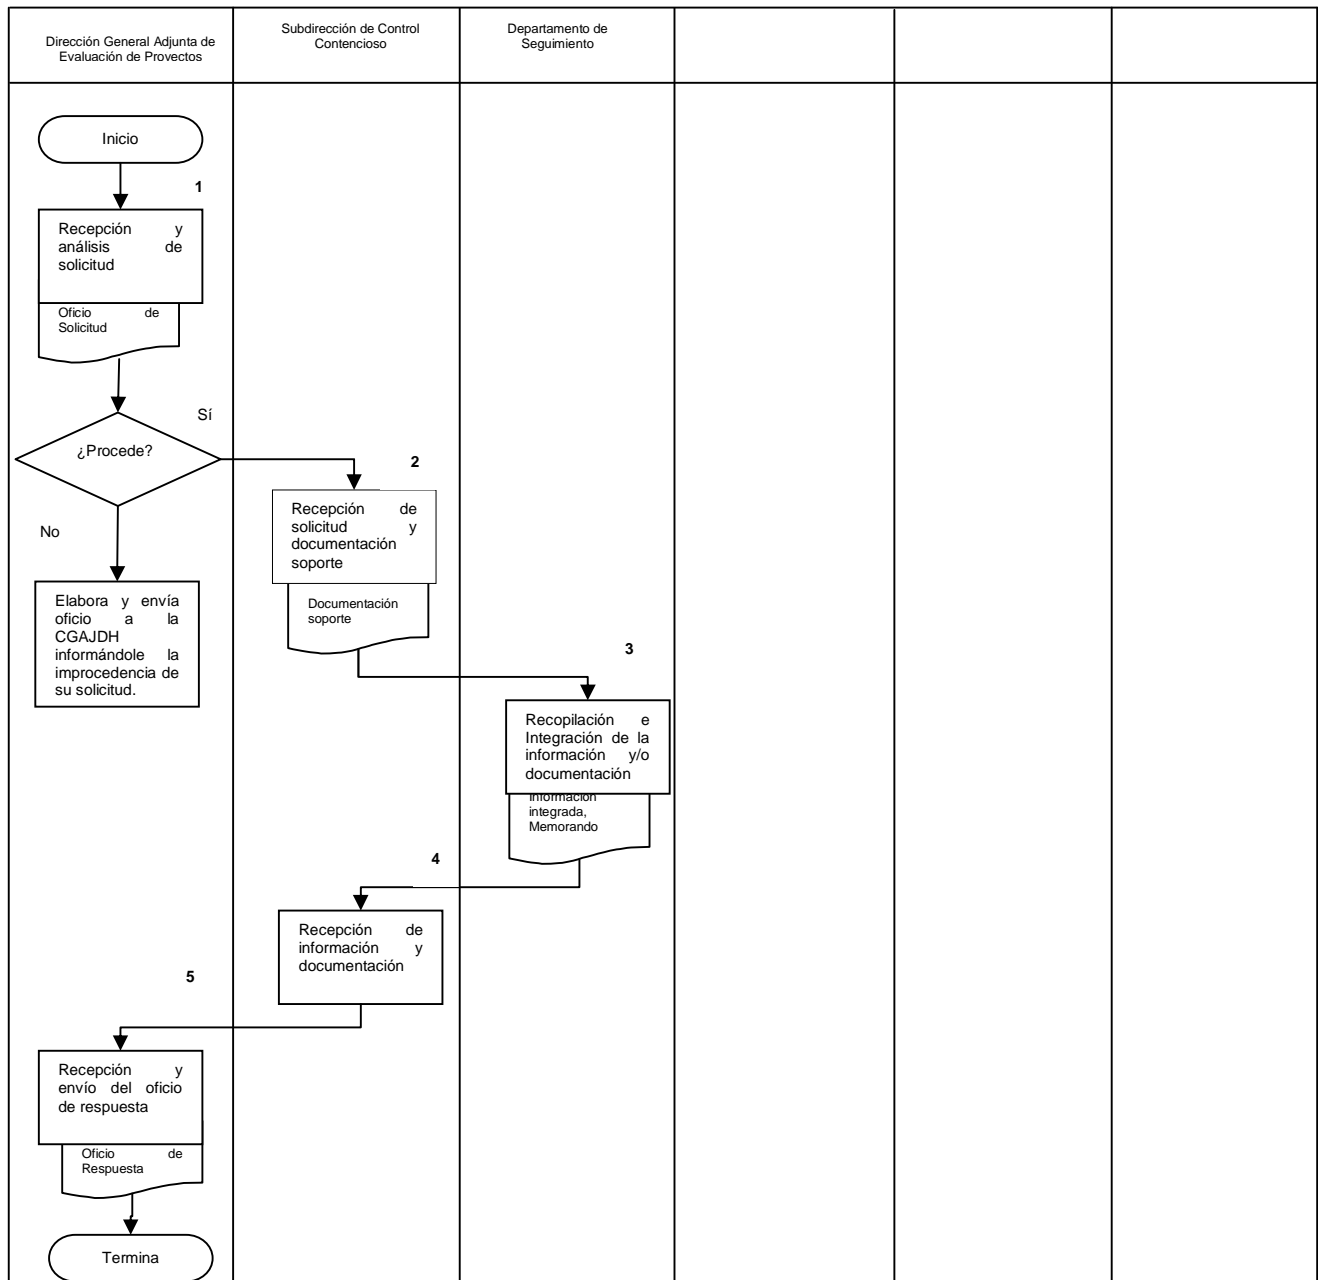 Dirección General Adjunta de
Evaluación de Provectos
Subdirección de Control
Contencioso
Departamento de
Seguimiento
Inicio
1
Recepción y
análisis de
solicitud
Oficio de
Solicitud
Sí
¿Procede?
No
Elabora y envía
oficio a la
CGAJDH
informándole la
improcedencia de
su solicitud.
2
Recepción de
solicitud y
documentación
soporte
Documentación
soporte
3
Recopilación e
Integración de la
información y/o
documentación
Información
integrada,
Memorando
4
Recepción de
información y
documentación
5
Recepción y
envío del oficio
de respuesta
Oficio de
Respuesta
Termina